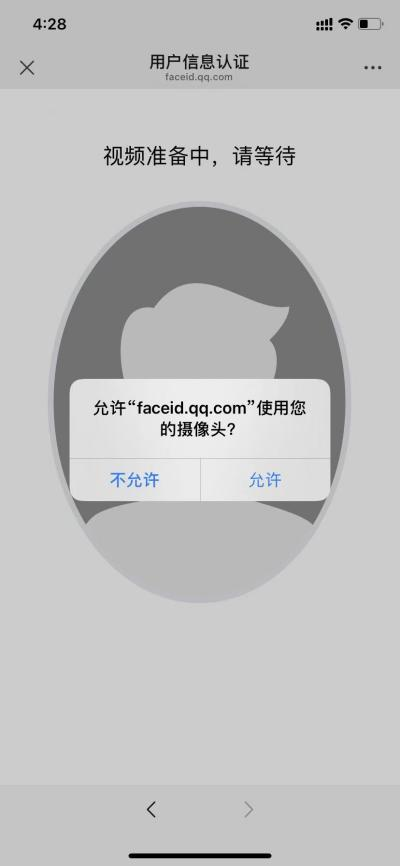 4:28
用户信息认证
faceid.qq.com
视频准备中，请等待
允许“faceid.qq.com”使用您
的摄像头？
不允许
允许